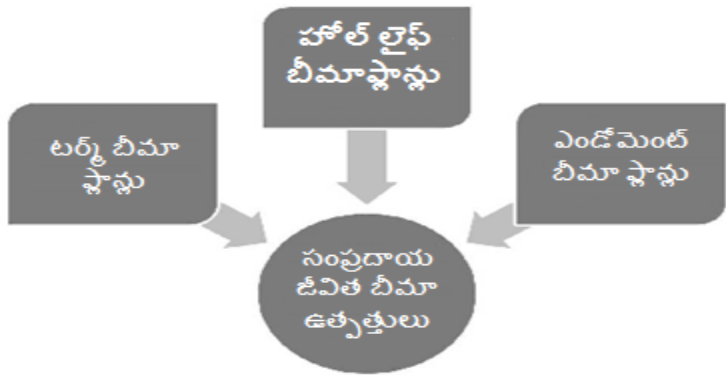 హోల్ లైఫ్
బీమాప్లాన్లు
టర్మ్ బీమా
ప్లాన్లు
ఎండోమెంట్
బీమా ప్లాన్లు
సంప్రదాయ
జీవిత బీమా
ఉత్పత్తులు